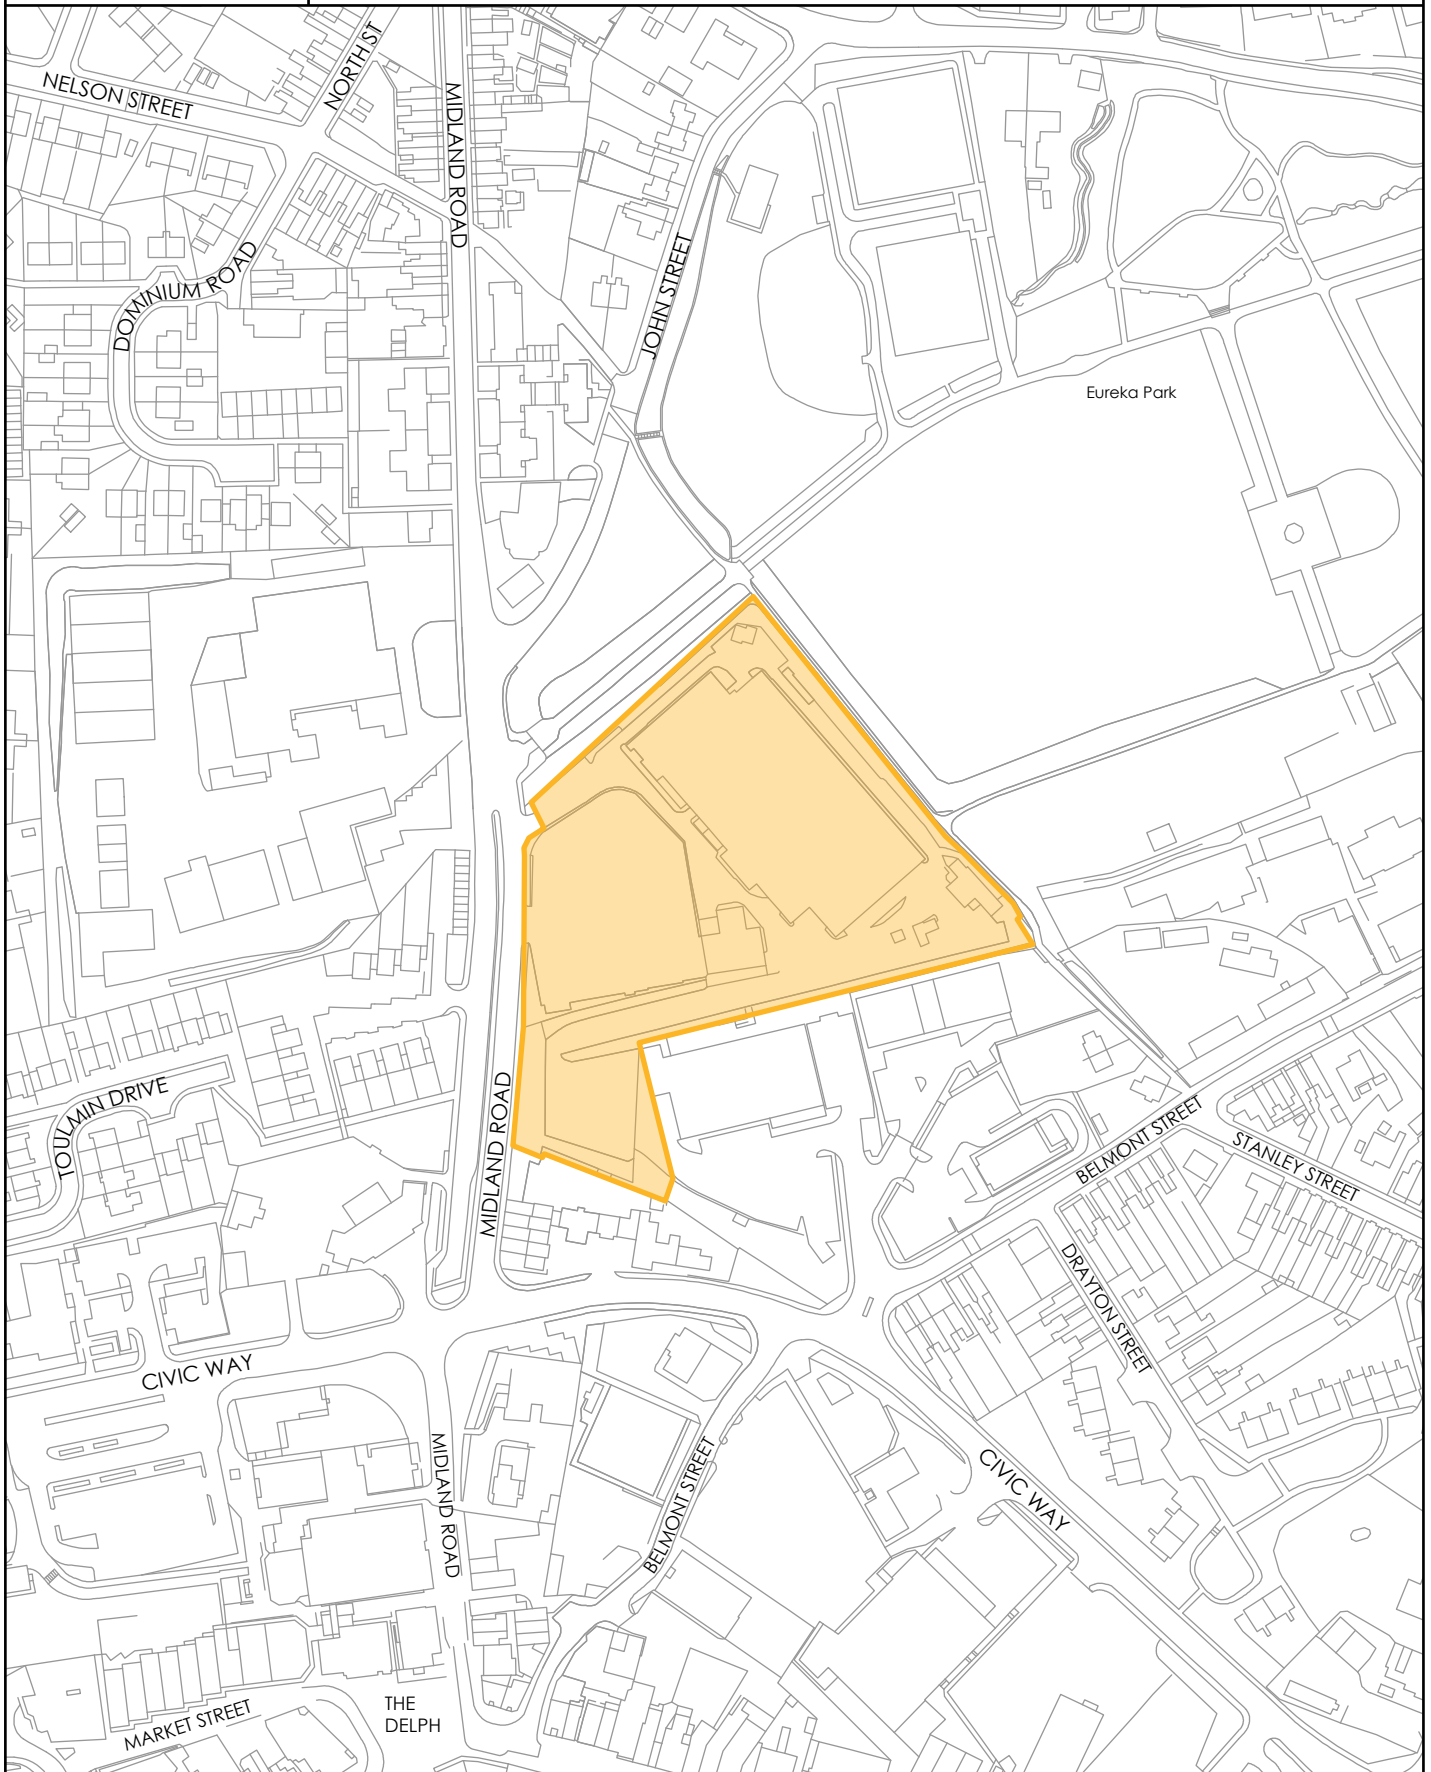 NORTH ST
NELSON STREET
MIDLAND ROAD
DOMINIUM ROAD
JOHN STREET
Eureka Park
TOULMIN DRIVE
MIDLAND ROAD
BELMONT STREET
STANLEY STREET
DRAYTON STREET
CIVIC WAY
MIDLAND ROAD
BELMONT STREET
CIVIC WAY
MARKET STREET
THE
DELPH